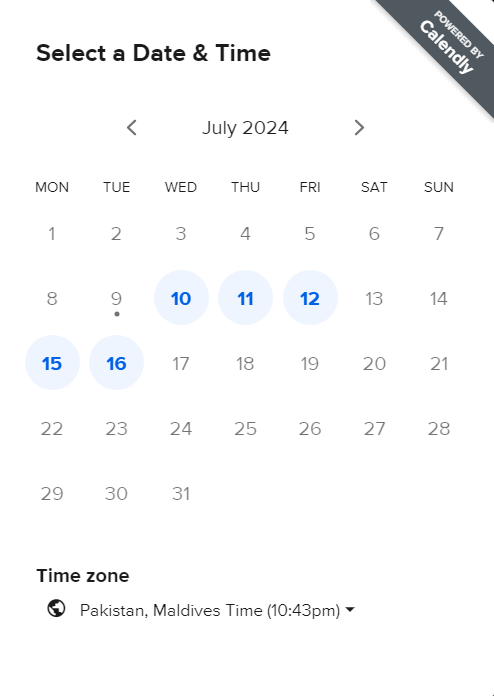 POWERED BY
Calendly
Select a Date & Time
July 2024
MON TUE WED THU FRI SAT SUN
1 2 3 4 5 6 7
8 9 10 11 12 13 14
15 16 17 18 19 20 21
22 23 24 25 26 27 28
29 30 31
Time zone
Pakistan, Maldives Time (10:43pm)